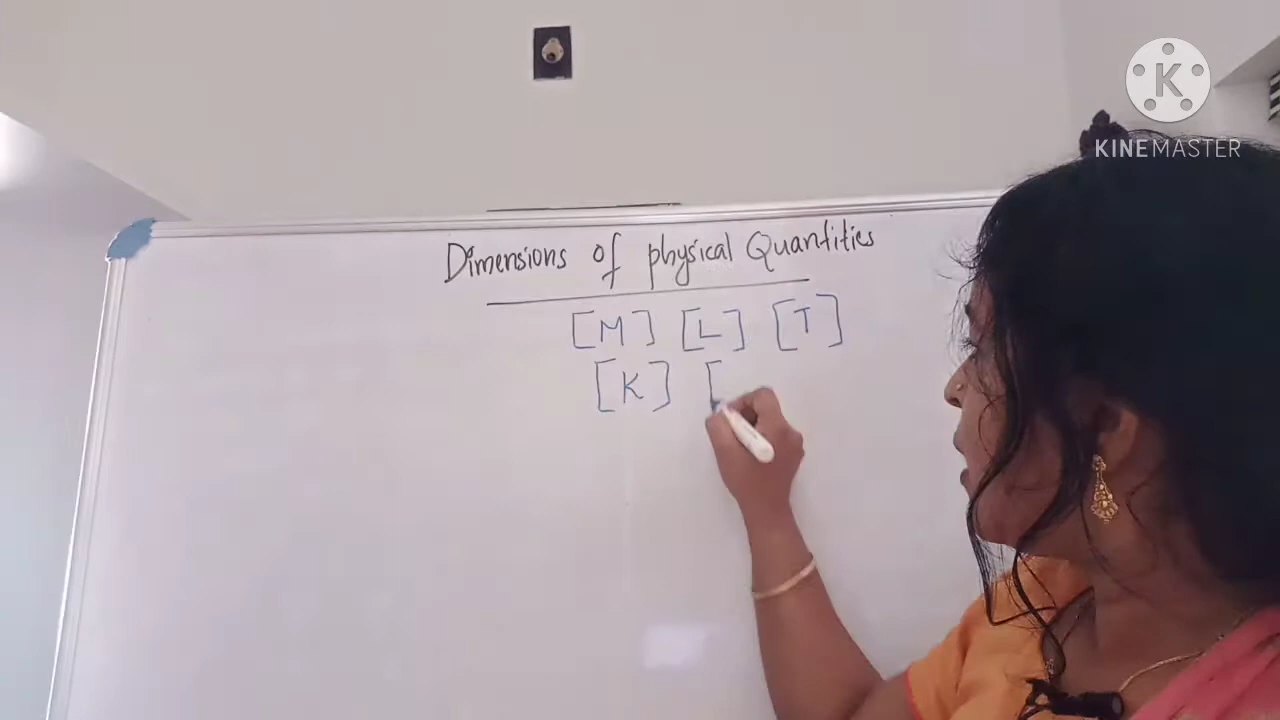 K
KINEMASTER
Dimensions of physical Quantities
[M] [L] [T]
[K] [